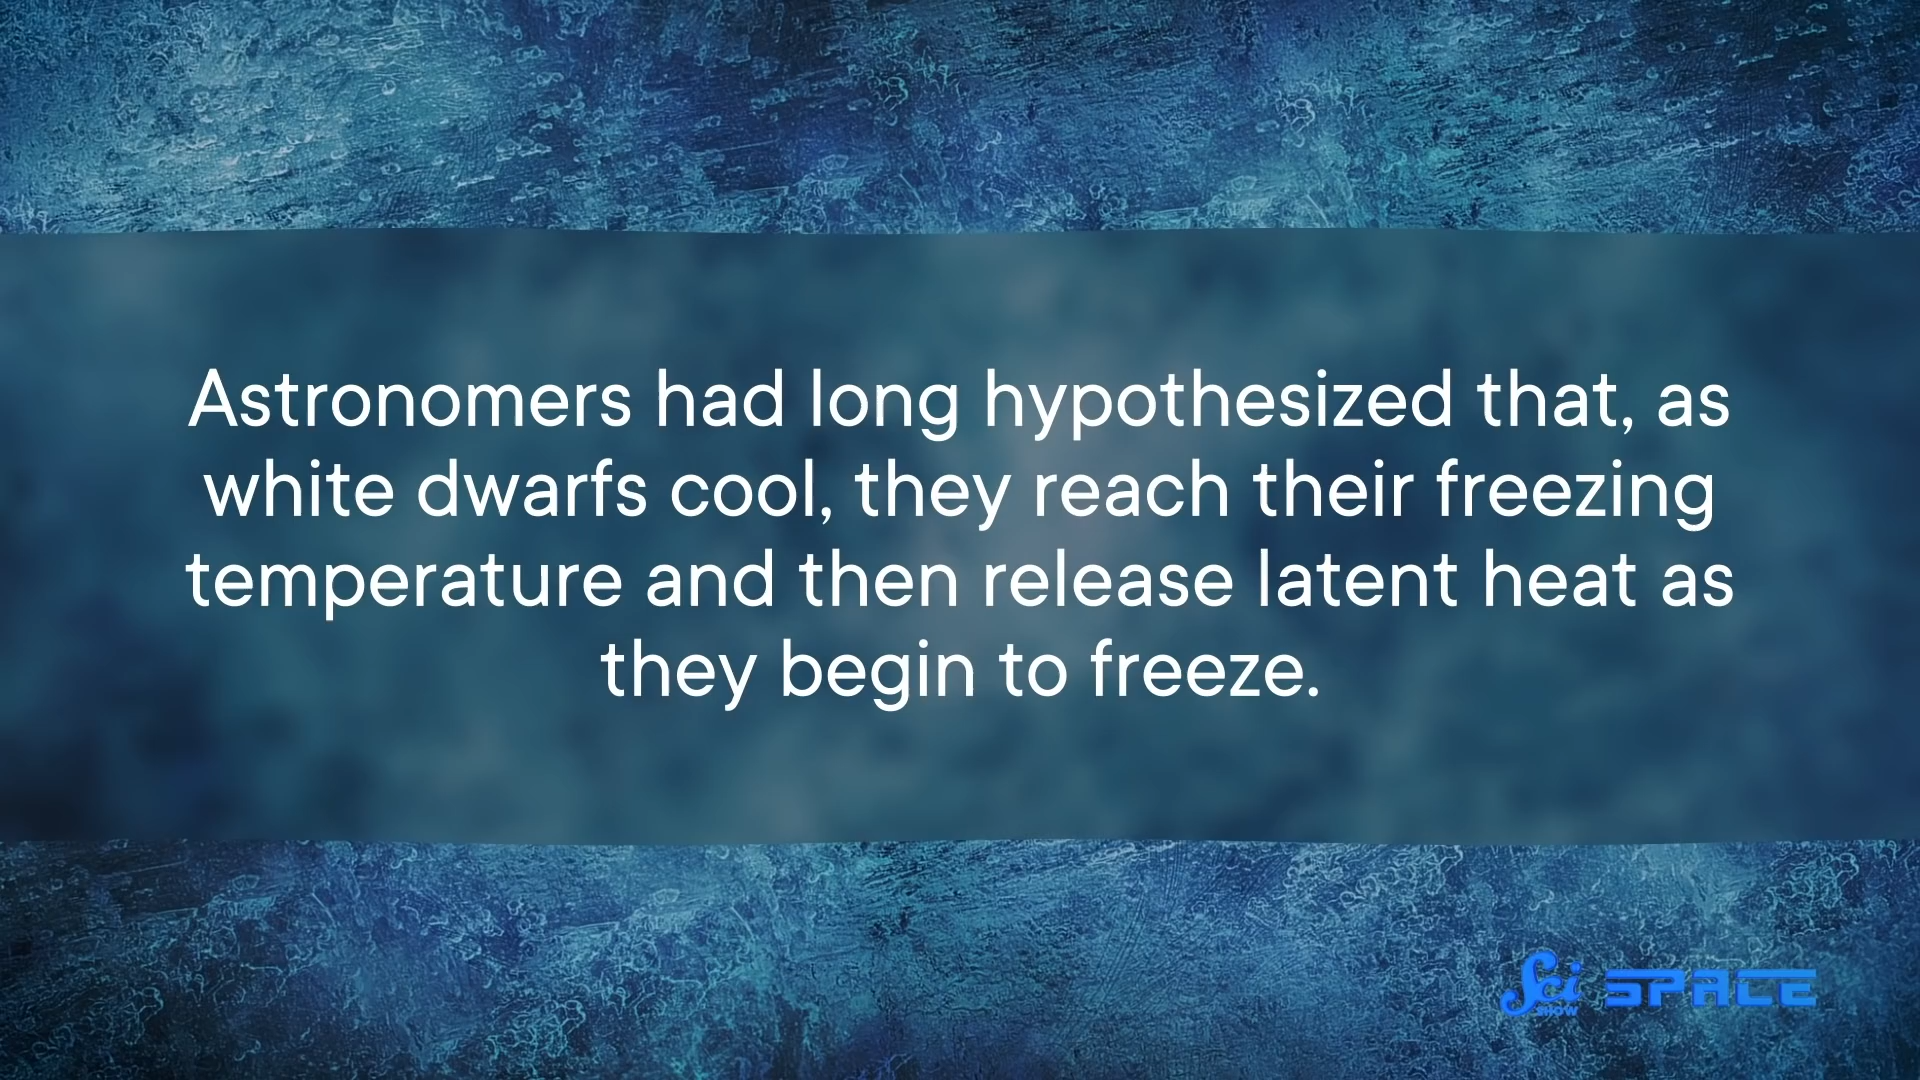 Astronomers had long hypothesized that, as
white dwarfs cool, they reach their freezing
temperature and then release latent heat as
they begin to freeze.
Sci SHOW SPACE